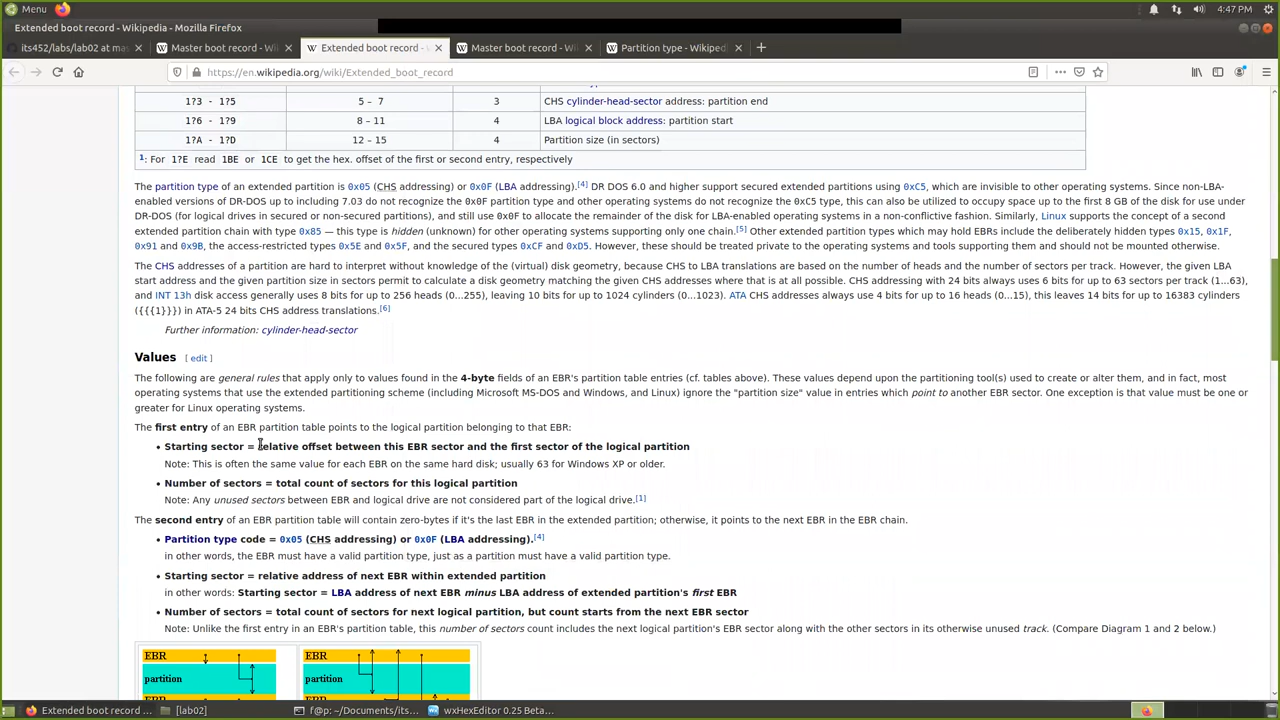 Menu
4:47 PM
Extended boot record - Wikipedia - Mozilla Firefox
its452/labs/lab02 at mas
Master boot record - Wi
Extended boot record -
Master boot record - Wi
Partition type - Wikiped
https://en.wikipedia.org/wiki/Extended_boot_record
1?3 - 1?5 5 – 7 3 CHS cylinder-head-sector address: partition end
1?6 - 1?9 8 – 11 4 LBA logical block address: partition start
1?A - 1?D 12 – 15 4 Partition size (in sectors)
1: For 1?E read 1BE or 1CE to get the hex. offset of the first or second entry, respectively
The partition type of an extended partition is 0x05 (CHS addressing) or 0x0F (LBA addressing).[4] DR DOS 6.0 and higher support secured extended partitions using 0xC5, which are invisible to other operating systems. Since non-LBA-
enabled versions of DR-DOS up to including 7.03 do not recognize the 0x0F partition type and other operating systems do not recognize the 0xC5 type, this can also be utilized to occupy space up to the first 8 GB of the disk for use under
DR-DOS (for logical drives in secured or non-secured partitions), and still use 0x0F to allocate the remainder of the disk for LBA-enabled operating systems in a non-conflictive fashion. Similarly, Linux supports the concept of a second
extended partition chain with type 0x85 — this type is hidden (unknown) for other operating systems supporting only one chain.[5] Other extended partition types which may hold EBRs include the deliberately hidden types 0x15, 0x1F,
0x91 and 0x9B, the access-restricted types 0x5E and 0x5F, and the secured types 0xCF and 0xD5. However, these should be treated private to the operating systems and tools supporting them and should not be mounted otherwise.
The CHS addresses of a partition are hard to interpret without knowledge of the (virtual) disk geometry, because CHS to LBA translations are based on the number of heads and the number of sectors per track. However, the given LBA
start address and the given partition size in sectors permit to calculate a disk geometry matching the given CHS addresses where that is at all possible. CHS addressing with 24 bits always uses 6 bits for up to 63 sectors per track (1...63),
and INT 13h disk access generally uses 8 bits for up to 256 heads (0...255), leaving 10 bits for up to 1024 cylinders (0...1023). ATA CHS addresses always use 4 bits for up to 16 heads (0...15), this leaves 14 bits for up to 16383 cylinders
({{{1}}}) in ATA-5 24 bits CHS address translations.[6]
Further information: cylinder-head-sector
Values [ edit ]
The following are general rules that apply only to values found in the 4-byte fields of an EBR's partition table entries (cf. tables above). These values depend upon the partitioning tool(s) used to create or alter them, and in fact, most
operating systems that use the extended partitioning scheme (including Microsoft MS-DOS and Windows, and Linux) ignore the "partition size" value in entries which point to another EBR sector. One exception is that value must be one or
greater for Linux operating systems.
The first entry of an EBR partition table points to the logical partition belonging to that EBR:
• Starting sector = relative offset between this EBR sector and the first sector of the logical partition
Note: This is often the same value for each EBR on the same hard disk; usually 63 for Windows XP or older.
• Number of sectors = total count of sectors for this logical partition
Note: Any unused sectors between EBR and logical drive are not considered part of the logical drive.[1]
The second entry of an EBR partition table will contain zero-bytes if it's the last EBR in the extended partition; otherwise, it points to the next EBR in the EBR chain.
• Partition type code = 0x05 (CHS addressing) or 0x0F (LBA addressing).[4]
in other words, the EBR must have a valid partition type, just as a partition must have a valid partition type.
• Starting sector = relative address of next EBR within extended partition
in other words: Starting sector = LBA address of next EBR minus LBA address of extended partition's first EBR
• Number of sectors = total count of sectors for next logical partition, but count starts from the next EBR sector
Note: Unlike the first entry in an EBR's partition table, this number of sectors count includes the next logical partition's EBR sector along with the other sectors in its otherwise unused track. (Compare Diagram 1 and 2 below.)
EBR
EBR
partition
partition
Extended boot record ...
[lab02]
f@p: ~/Documents/its...
wxHexEditor 0.25 Beta...